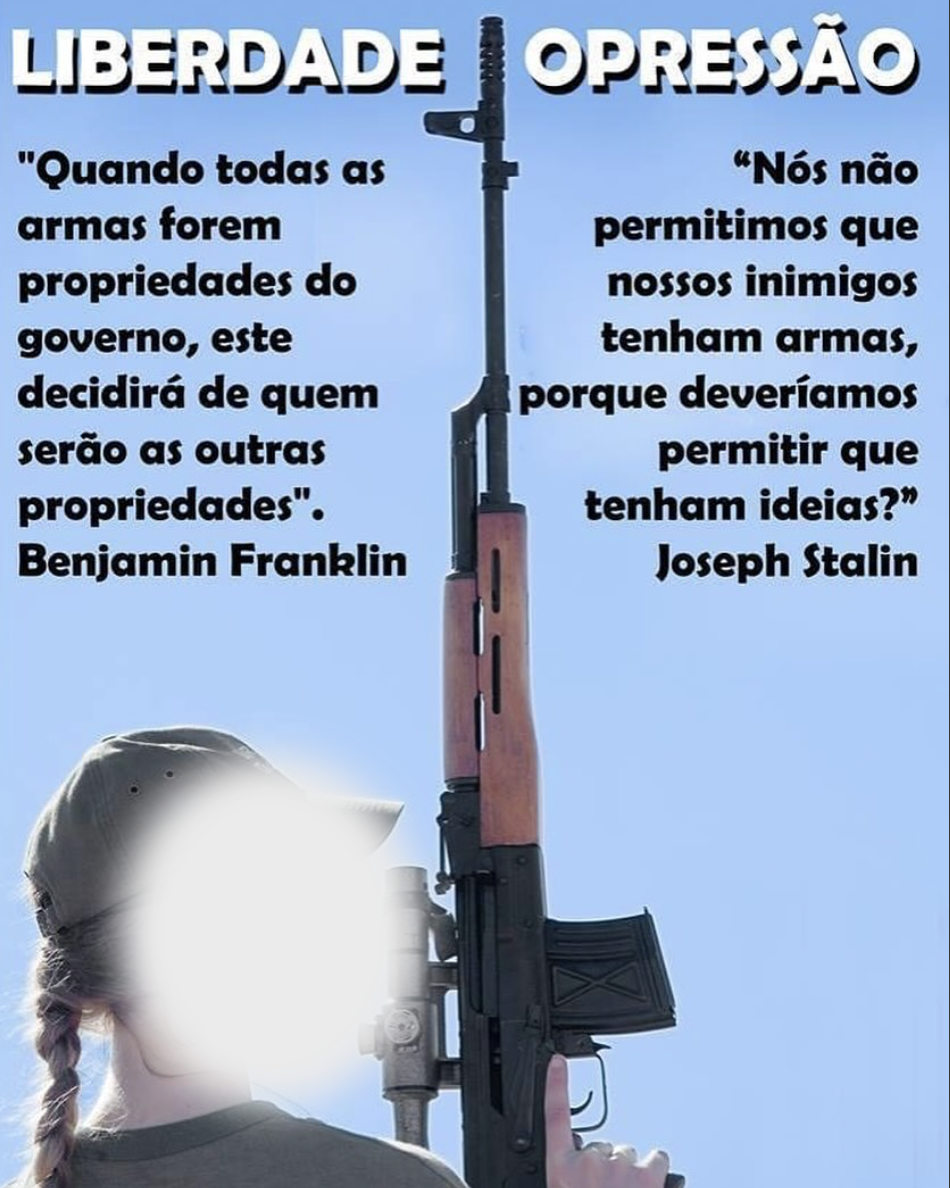 LIBERDADE
"Quando todas as
armas forem
propriedades do
governo, este
decidirá de quem
serão as outras
propriedades".
Benjamin Franklin
OPRESSÃO
“Nós não
permitimos que
nossos inimigos
tenham armas,
porque deveríamos
permitir que
tenham ideias?”
Joseph Stalin